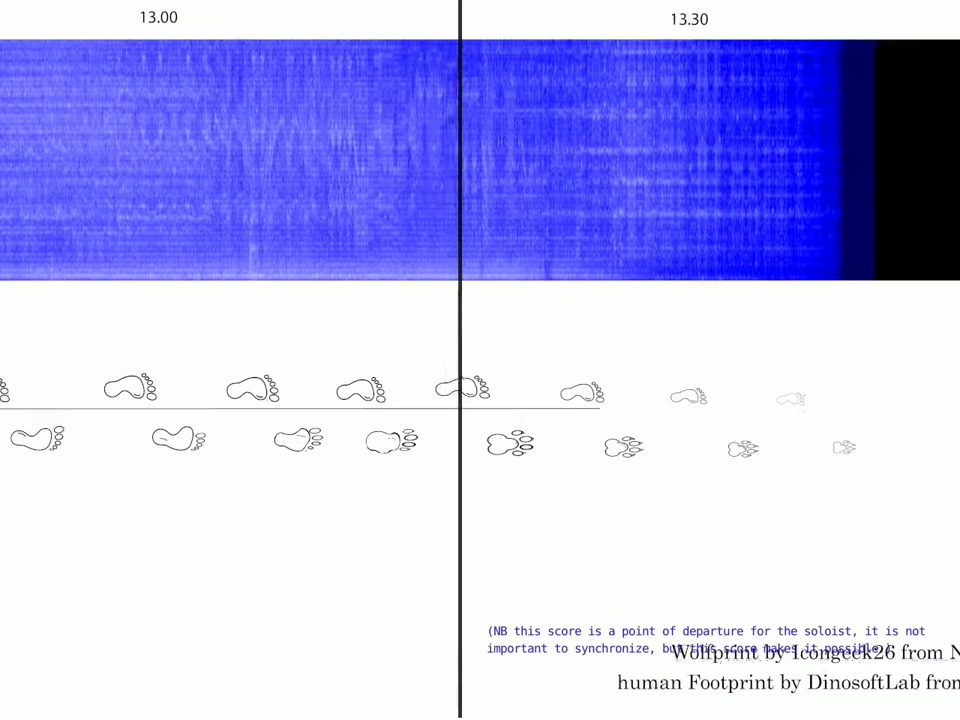 13.00
13.30
(NB this score is a point of departure for the soloist, it is not
important to synchronize, but this score makes it possible.)
Wolfprint by Icongeek26 from N
human Footprint by DinosoftLab from